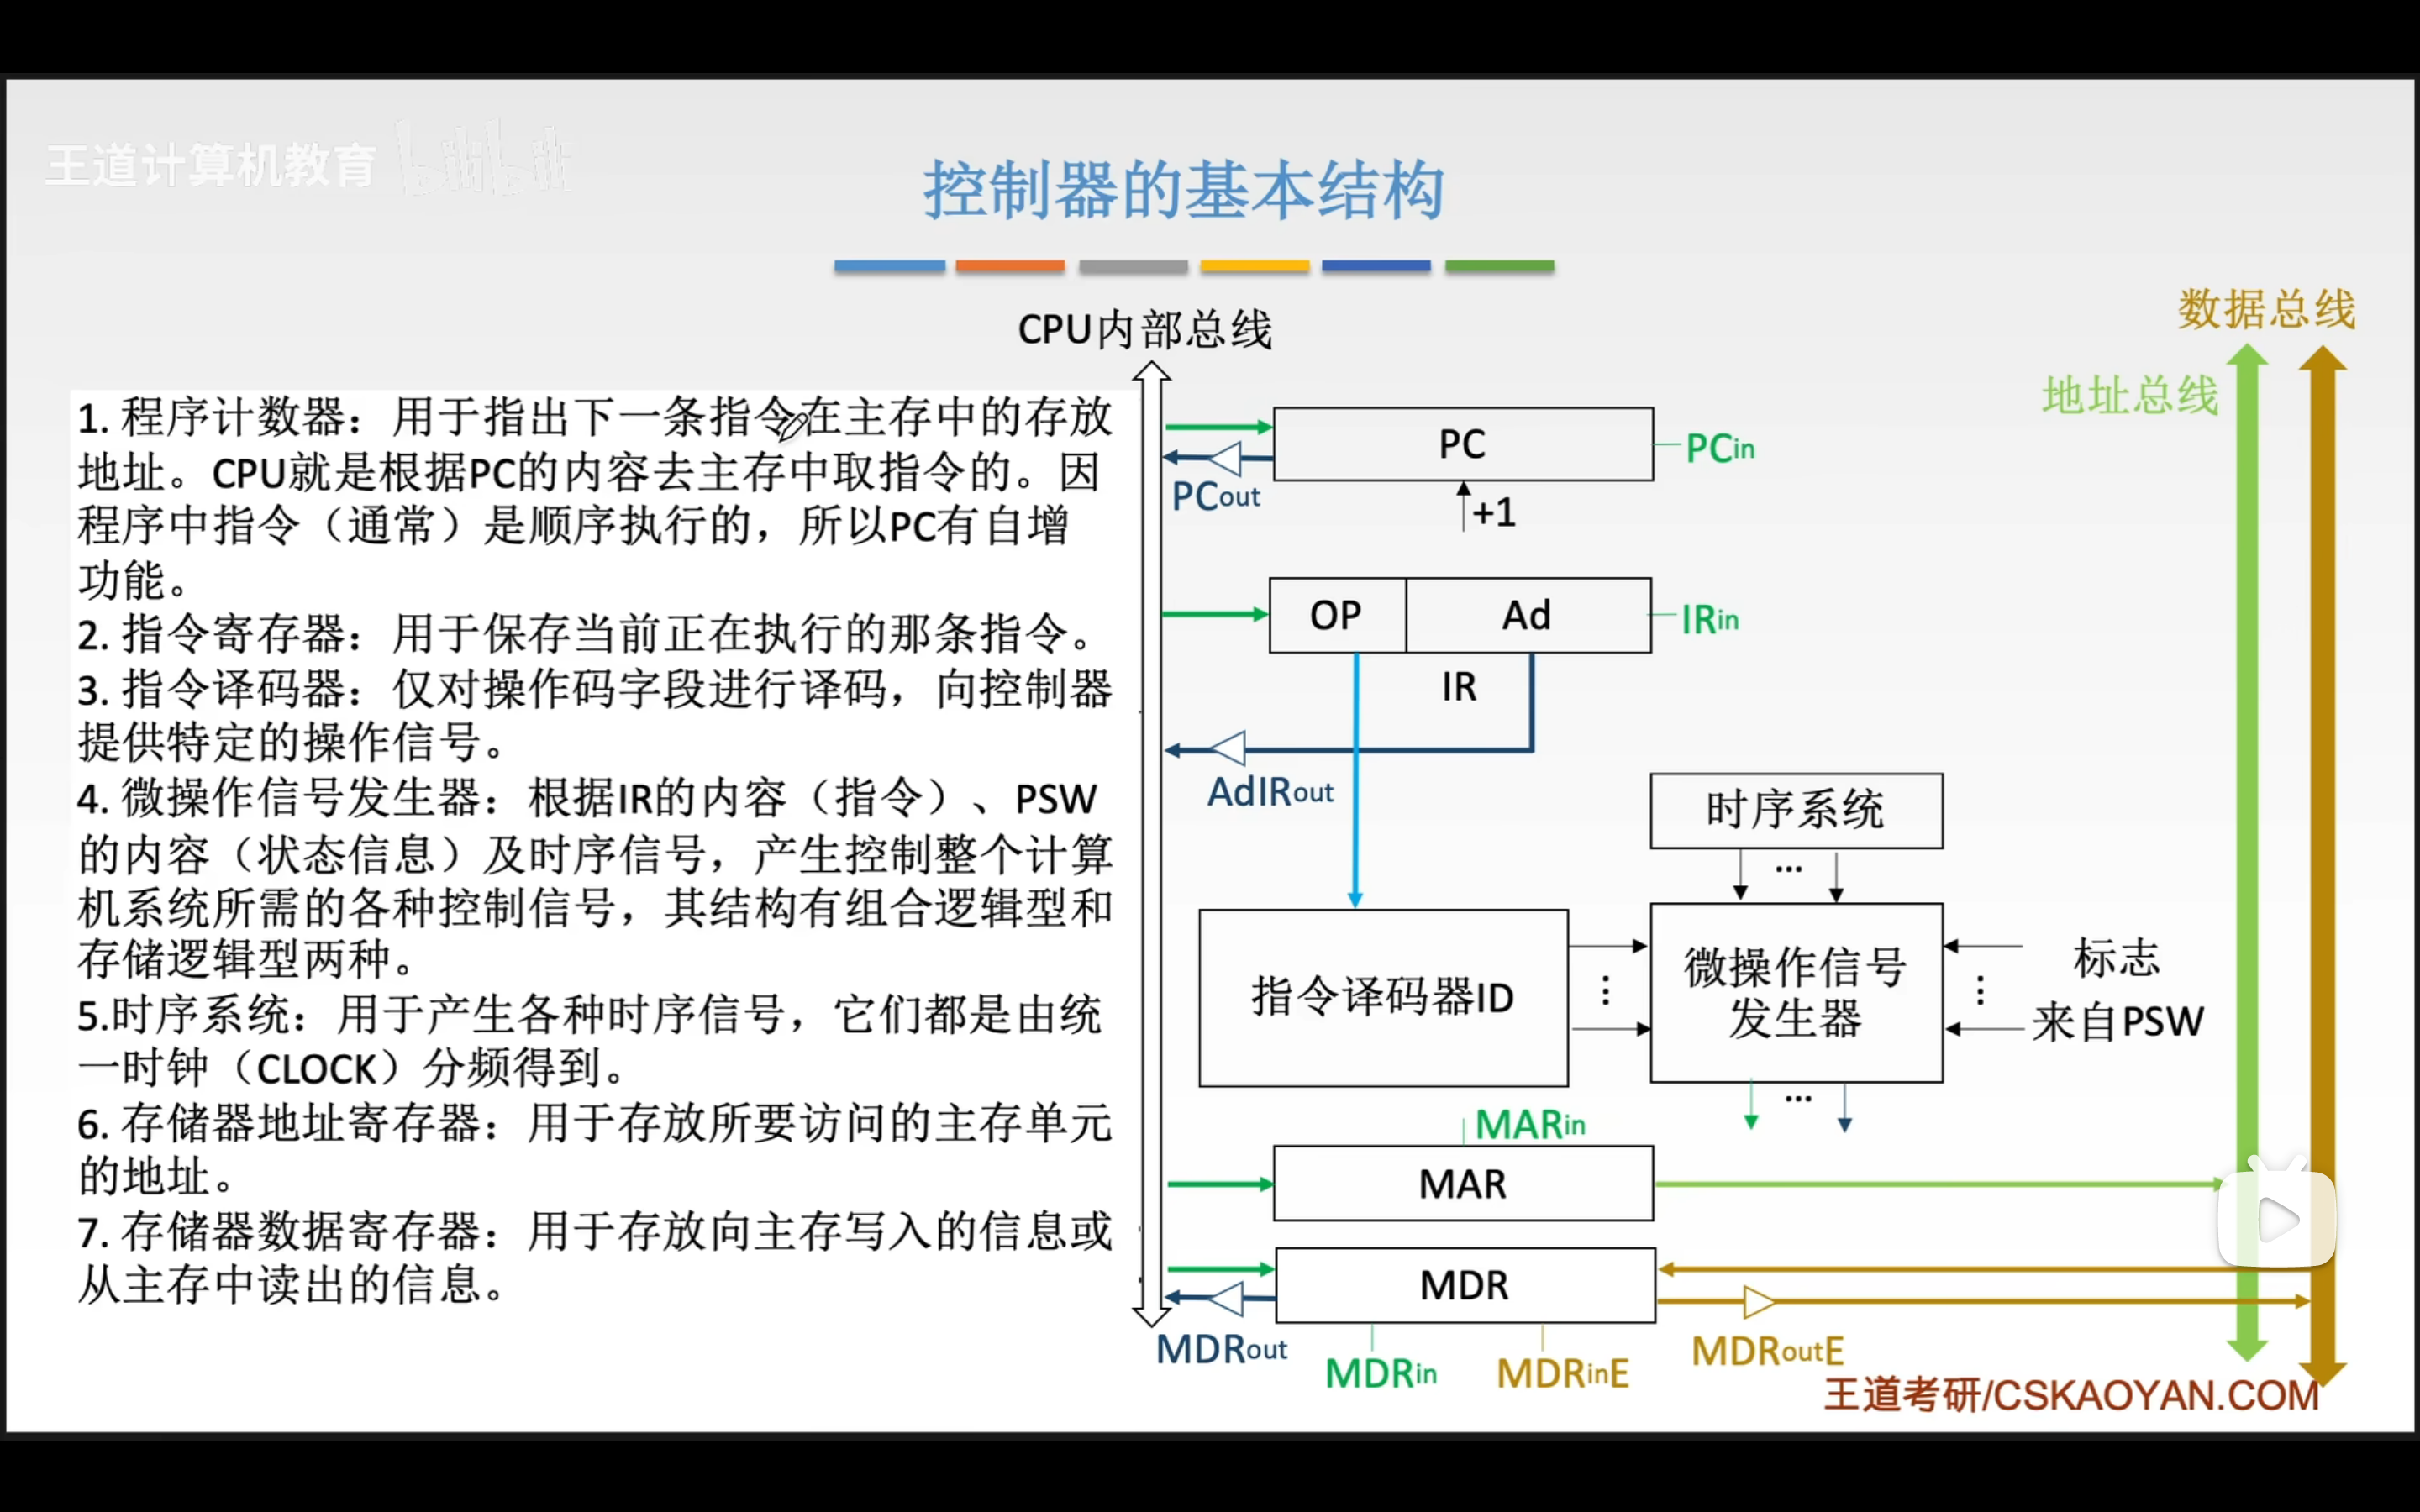 王道计算机教育 bilibili
控制器的基本结构
CPU内部总线
数据总线
地址总线
1. 程序计数器：用于指出下一条指令在主存中的存放
地址。CPU就是根据PC的内容去主存中取指令的。因
程序中指令（通常）是顺序执行的，所以PC有自增
功能。
2. 指令寄存器：用于保存当前正在执行的那条指令。
3. 指令译码器：仅对操作码字段进行译码，向控制器
提供特定的操作信号。
4. 微操作信号发生器：根据IR的内容（指令）、PSW
的内容（状态信息）及时序信号，产生控制整个计算
机系统所需的各种控制信号，其结构有组合逻辑型和
存储逻辑型两种。
5.时序系统：用于产生各种时序信号，它们都是由统
一时钟（CLOCK）分频得到。
6. 存储器地址寄存器：用于存放所要访问的主存单元
的地址。
7. 存储器数据寄存器：用于存放向主存写入的信息或
从主存中读出的信息。
PC
PCin
PCout
+1
OP Ad
IRin
IR
AdIRout
时序系统
...
指令译码器ID
微操作信号
发生器
标志
来自PSW
...
MARin
MAR
MDR
MDRout
MDRin
MDRinE
MDRoutE
王道考研/CSKAOYAN.COM